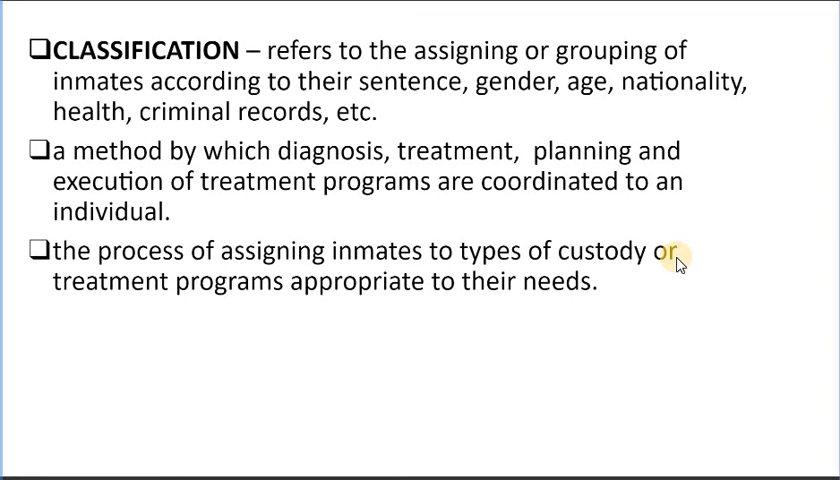 ❑CLASSIFICATION – refers to the assigning or grouping of
inmates according to their sentence, gender, age, nationality,
health, criminal records, etc.
❑a method by which diagnosis, treatment,  planning and
execution of treatment programs are coordinated to an
individual.
❑the process of assigning inmates to types of custody or
treatment programs appropriate to their needs.